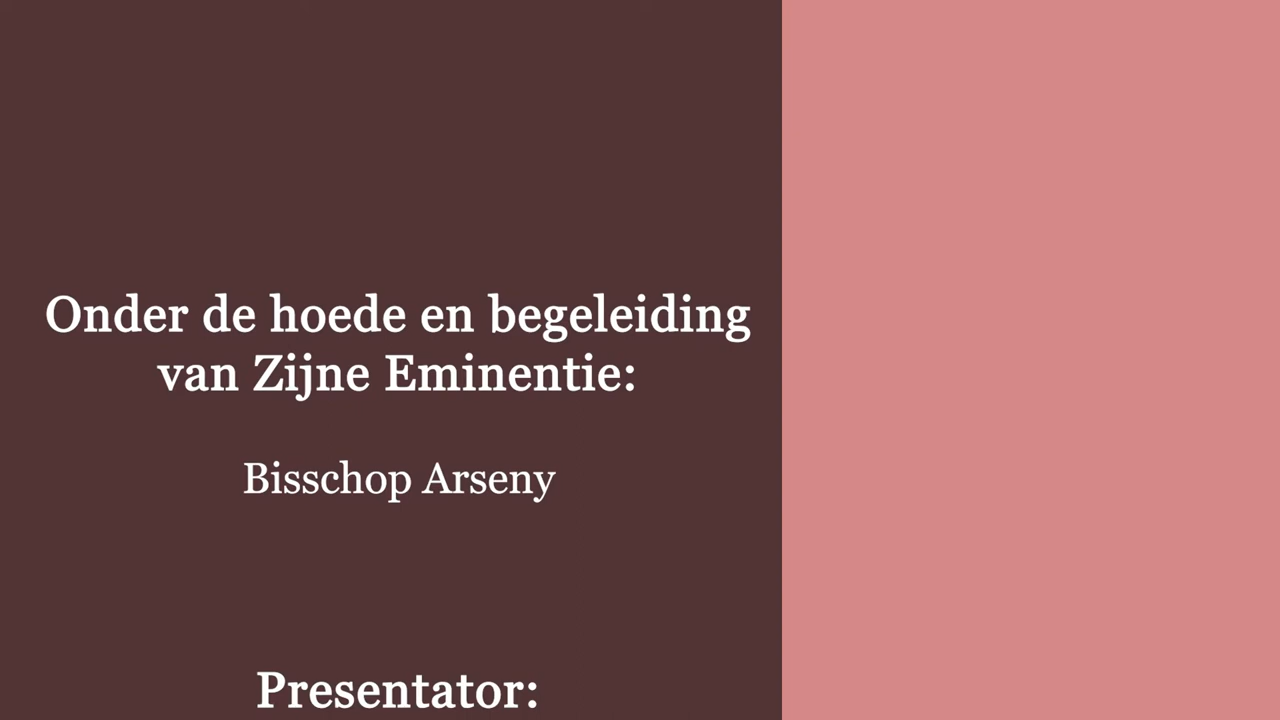 Onder de hoede en begeleiding
van Zijne Eminentie:
Bisschop Arseny
Presentator: